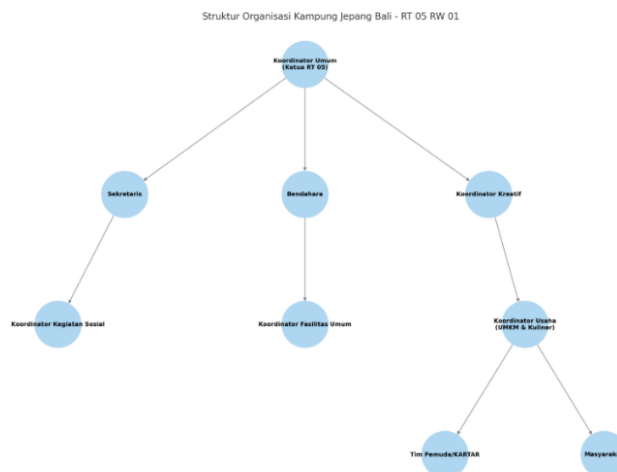 Struktur Organisasi Kampung Jepang Bali - RT 05 RW 01
Koordinator Umum
(Ketua RT 05)
Sekretaris
Bendahara
Koordinator Kreatif
Koordinator Kegiatan Sosial
Koordinator Fasilitas Umum
Koordinator Usaha
(UMKM & Kuliner)
Tim Pemuda/KARTAR